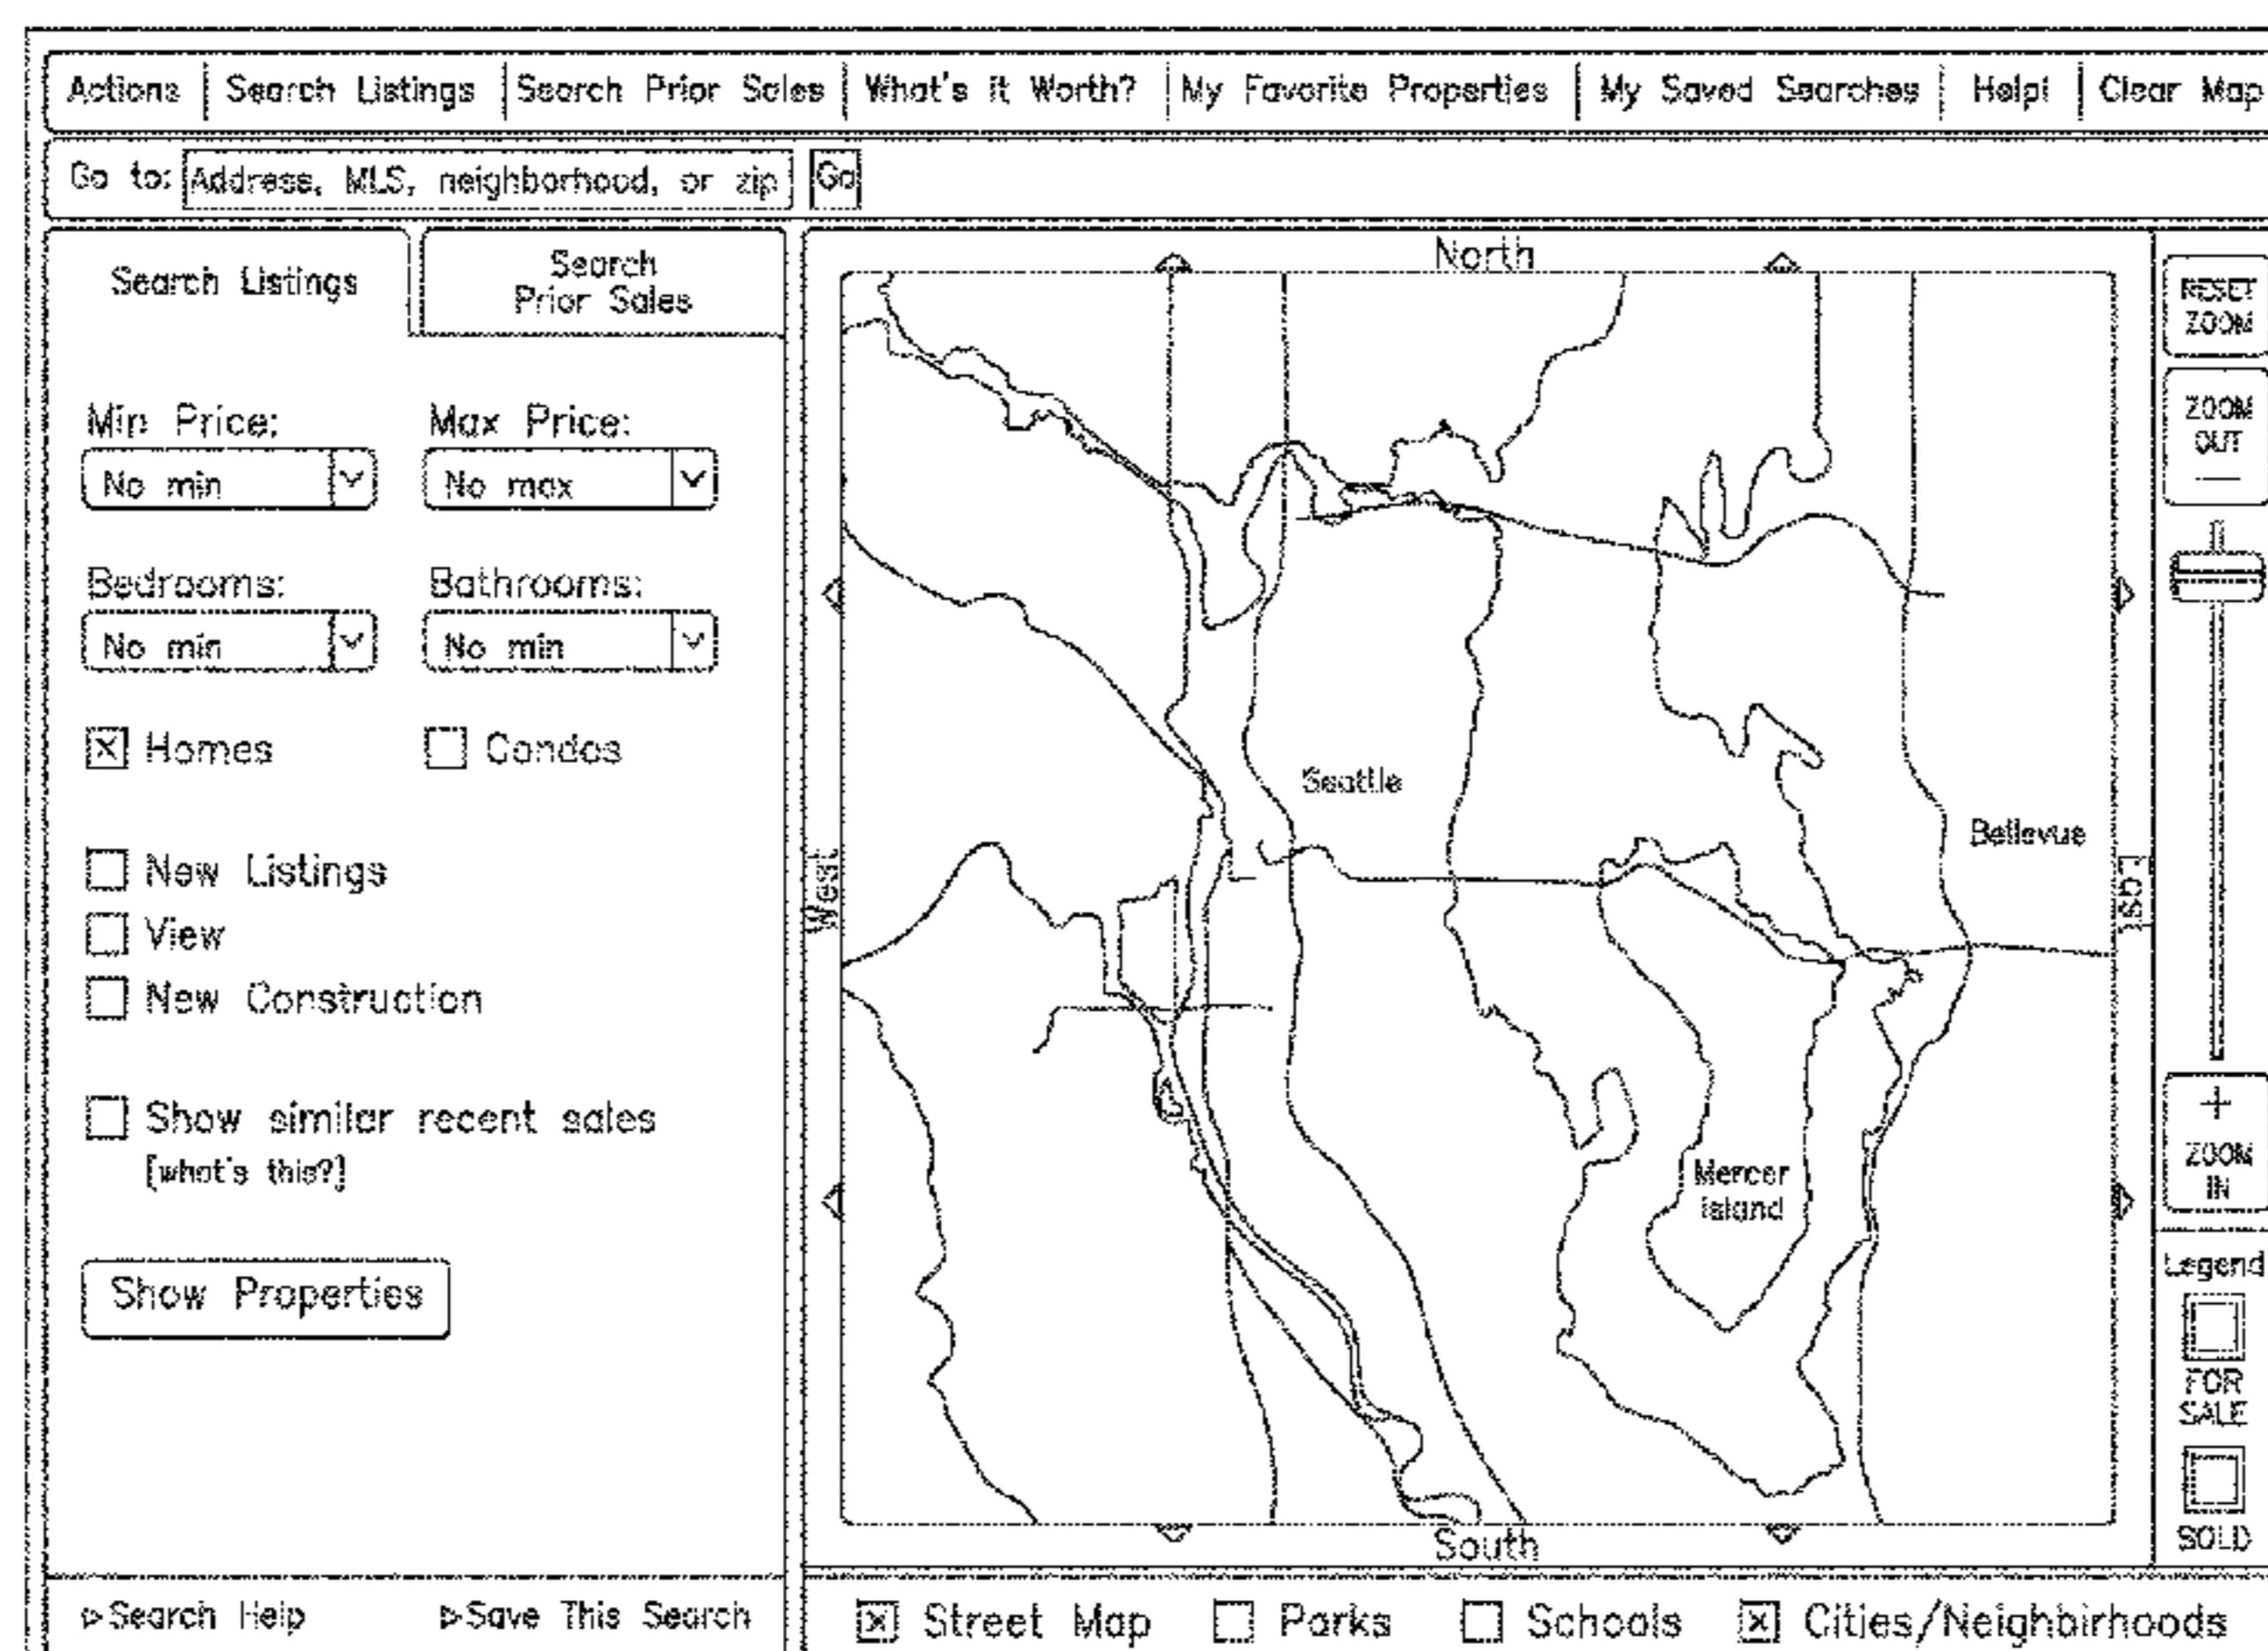 Actions Search Listings Search Prior Sales What's it Worth? My Favorite Properties My Saved Searches Help! Clear Map
Go to: Address, MLS, neighborhood, or zip Go
Search Listings
Search
Prior Sales
Min Price: Max Price:
No min No max
Bedrooms: Bathrooms:
No min No min
Homes Condos
New Listings
View
New Construction
Show similar recent sales
[what's this?]
Show Properties
Search Help Save This Search
North
West
Seattle
Bellevue
East
Mercer
Island
South
RESET
ZOOM
ZOOM
OUT
—
+
ZOOM
IN
Legend
FOR
SALE
SOLD
Street Map Parks Schools Cities/Neighbirhoods